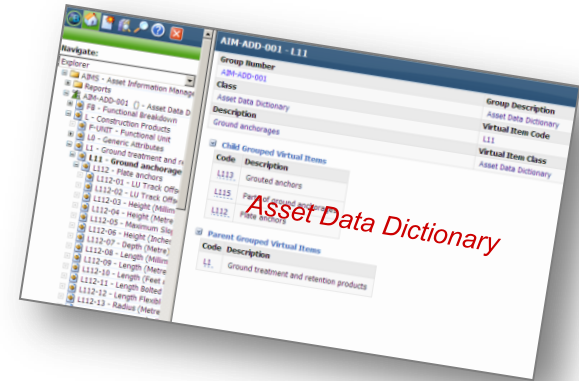 Navigate:
Explorer
AIMS - Asset Information Manage
Reports
AIM-ADD-001 - Asset Data D
FB - Functional Breakdown
L - Construction Products
F-UNIT - Functional Unit
L0 - Generic Attributes
L1 - Ground treatment and re
L11 - Ground anchorage
L112 - Plate anchors
L112-01 - LU Track Offs
L112-02 - LU Track Offs
L112-03 - Height (Millim
L112-04 - Height (Metre
L112-05 - Maximum Slo
L112-06 - Height (Inches
L112-07 - Depth (Metre)
L112-08 - Length (Millim
L112-09 - Length (Metre
L112-10 - Length (Feet
L112-11 - Length Bolted
L112-12 - Length Flexibl
L112-13 - Radius (Metre
AIM-ADD-001 - L11
Group Number
AIM-ADD-001
Group Description
Asset Data Dictionary
Class
Asset Data Dictionary
Virtual Item Code
L11
Description
Ground anchorages
Virtual Item Class
Asset Data Dictionary
Child Grouped Virtual Items
Code Description
L113 Grouted anchors
L115 of ground anchorages
L112 Plate anchors
Asset Data Dictionary
Parent Grouped Virtual Items
Code Description
L1 Ground treatment and retention products